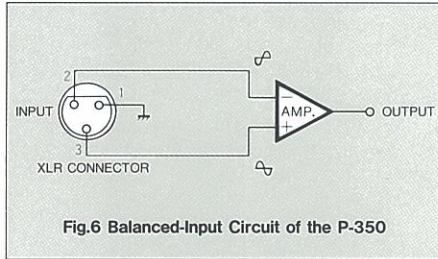 2
1
INPUT
3
XLR CONNECTOR
−
AMP.
+
OUTPUT
Fig.6 Balanced-Input Circuit of the P-350